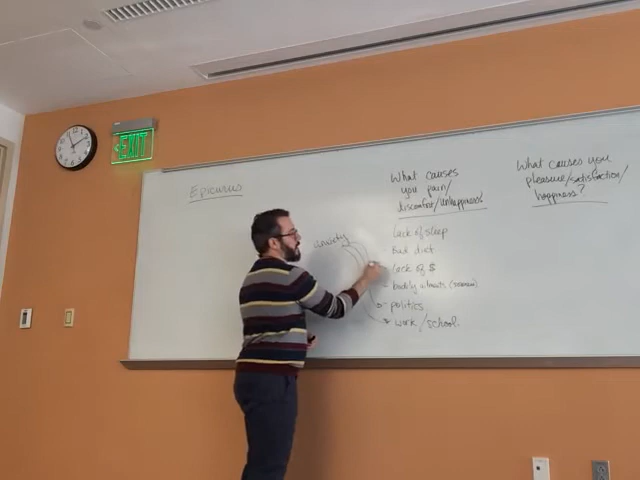 EXIT
Epicurus
anxiety
What causes
you pain/
discomfort/unhappiness?
Lack of sleep
- Bad diet
- Lack of $
- bodily ailments
- politics
- work/school
What causes you
pleasure/satisfaction/
happiness?